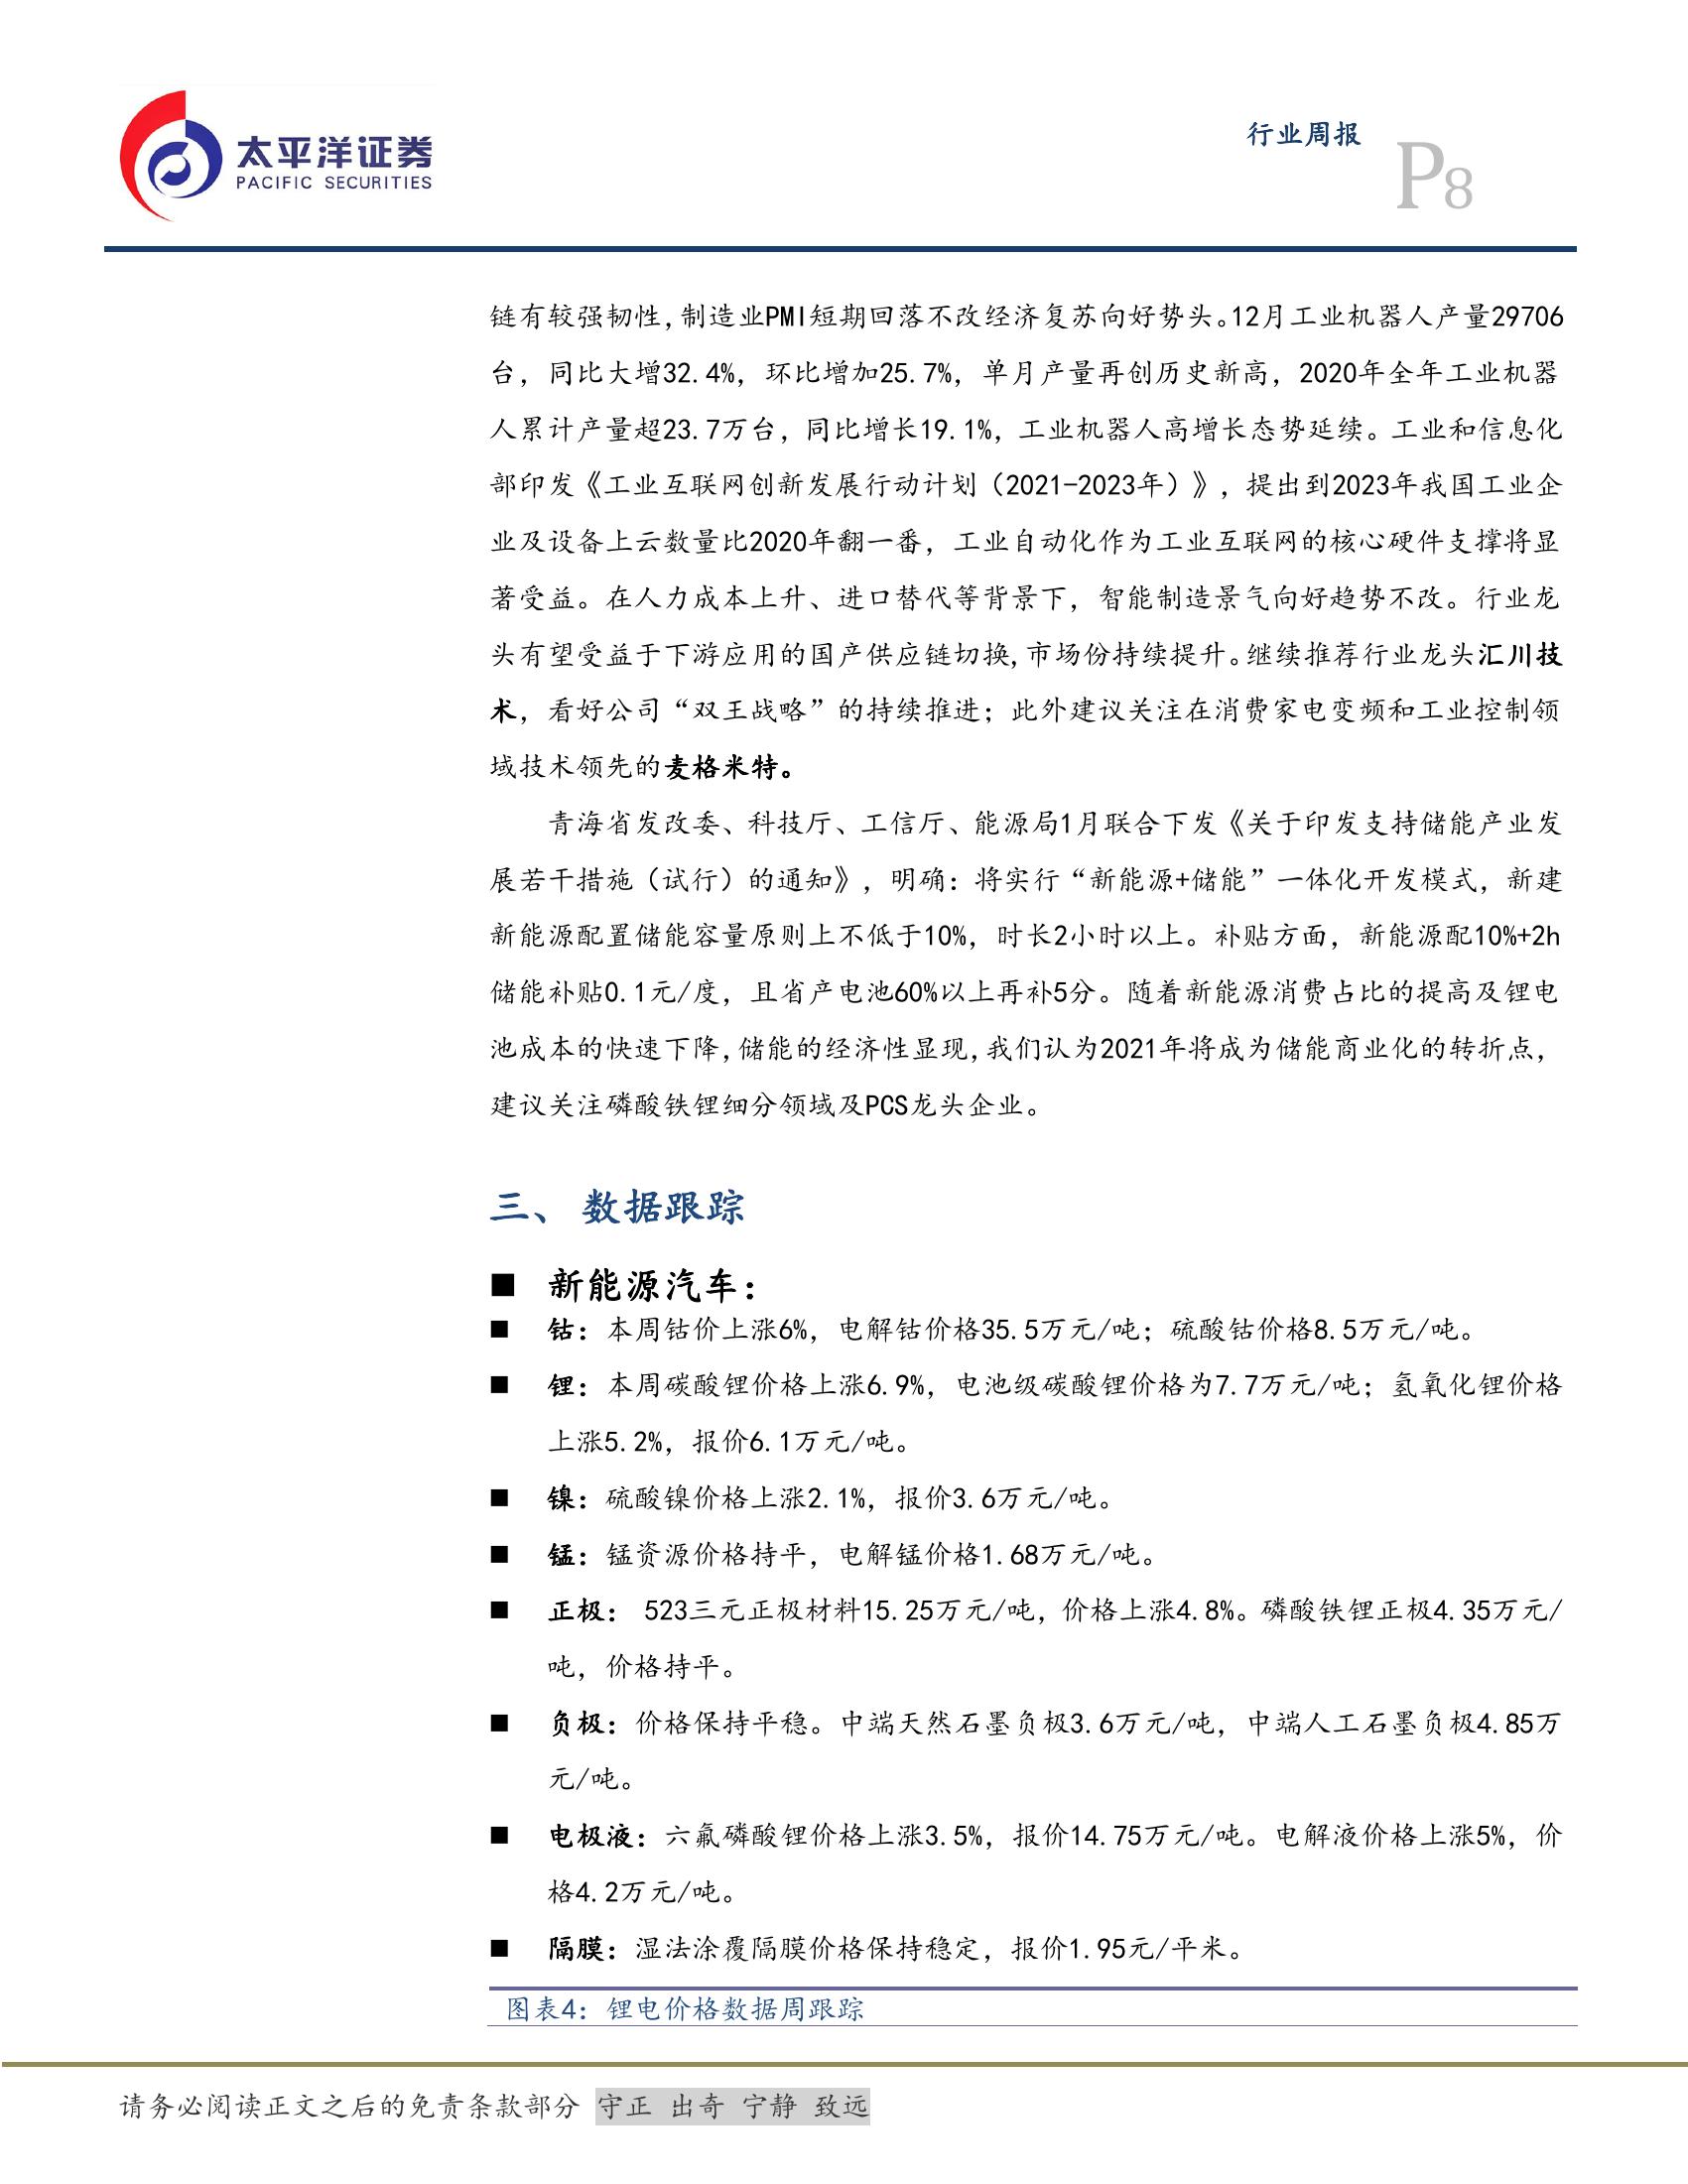 太平洋证券
PACIFIC SECURITIES
行业周报
P8
链有较强韧性，制造业PMI短期回落不改经济复苏向好势头。12月工业机器人产量29706
台，同比大增32.4%，环比增加25.7%，单月产量再创历史新高，2020年全年工业机器
人累计产量超23.7万台，同比增长19.1%，工业机器人高增长态势延续。工业和信息化
部印发《工业互联网创新发展行动计划（2021-2023年）》，提出到2023年我国工业企
业及设备上云数量比2020年翻一番，工业自动化作为工业互联网的核心硬件支撑将显
著受益。在人力成本上升、进口替代等背景下，智能制造景气向好趋势不改。行业龙
头有望受益于下游应用的国产供应链切换，市场份持续提升。继续推荐行业龙头汇川技
术，看好公司“双王战略”的持续推进；此外建议关注在消费家电变频和工业控制领
域技术领先的麦格米特。
青海省发改委、科技厅、工信厅、能源局1月联合下发《关于印发支持储能产业发
展若干措施（试行）的通知》，明确：将实行“新能源+储能”一体化开发模式，新建
新能源配置储能容量原则上不低于10%，时长2小时以上。补贴方面，新能源配10%+2h
储能补贴0.1元/度，且省产电池60%以上再补5分。随着新能源消费占比的提高及锂电
池成本的快速下降，储能的经济性显现，我们认为2021年将成为储能商业化的转折点，
建议关注磷酸铁锂细分领域及PCS龙头企业。
三、 数据跟踪
■ 新能源汽车：
■ 钴：本周钴价上涨6%，电解钴价格35.5万元/吨；硫酸钴价格8.5万元/吨。
■ 锂：本周碳酸锂价格上涨6.9%，电池级碳酸锂价格为7.7万元/吨；氢氧化锂价格
上涨5.2%，报价6.1万元/吨。
■ 镍：硫酸镍价格上涨2.1%，报价3.6万元/吨。
■ 锰：锰资源价格持平，电解锰价格1.68万元/吨。
■ 正极： 523三元正极材料15.25万元/吨，价格上涨4.8%。磷酸铁锂正极4.35万元/
吨，价格持平。
■ 负极：价格保持平稳。中端天然石墨负极3.6万元/吨，中端人工石墨负极4.85万
元/吨。
■ 电极液：六氟磷酸锂价格上涨3.5%，报价14.75万元/吨。电解液价格上涨5%，价
格4.2万元/吨。
■ 隔膜：湿法涂覆隔膜价格保持稳定，报价1.95元/平米。
图表4：锂电价格数据周跟踪
请务必阅读正文之后的免责条款部分 守正 出奇 宁静 致远